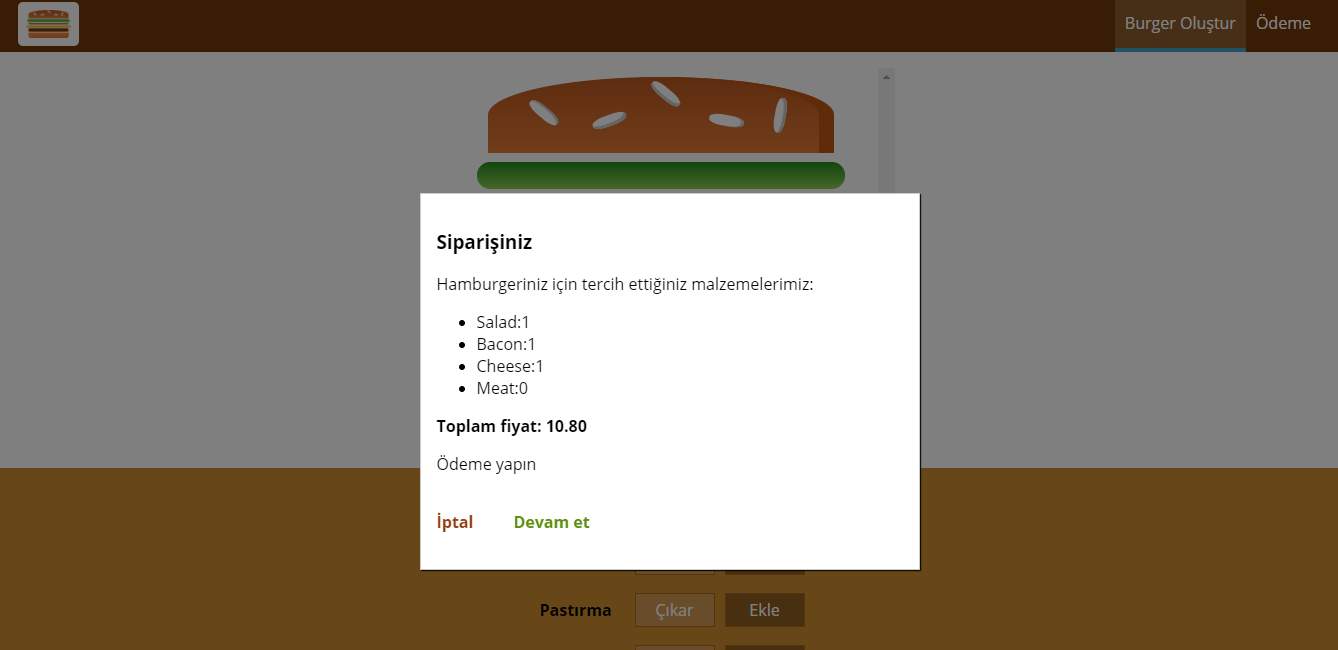 Burger Oluştur
Ödeme
Siparişiniz
Hamburgeriniz için tercih ettiğiniz malzemelerimiz:
Salad:1
Bacon:1
Cheese:1
Meat:0
Toplam fiyat: 10.80
Ödeme yapın
İptal
Devam et
Pastırma
Çıkar
Ekle